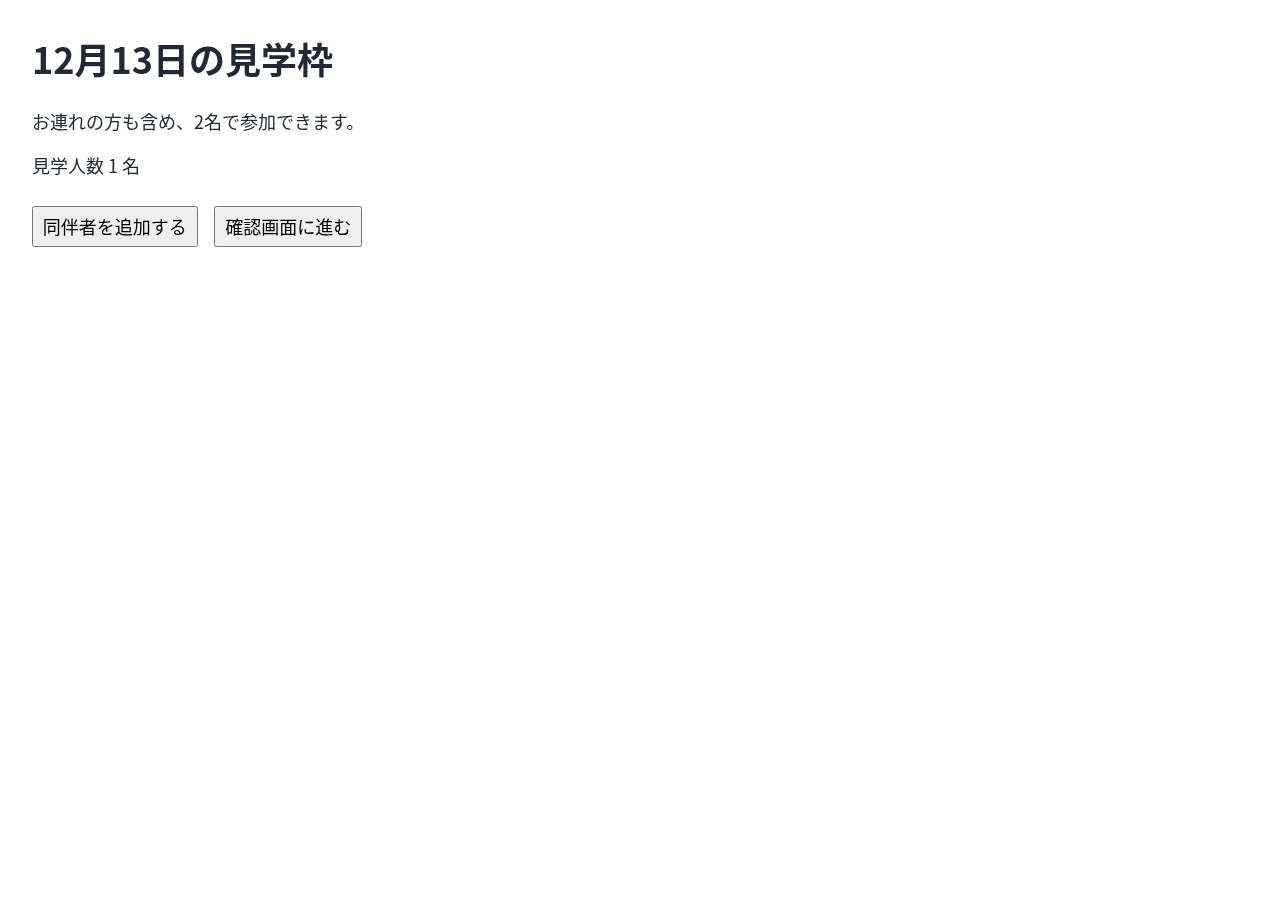 12月13日の見学枠
お連れの方も含め、2名で参加できます。
見学人数 1 名
同伴者を追加する 確認画面に進む